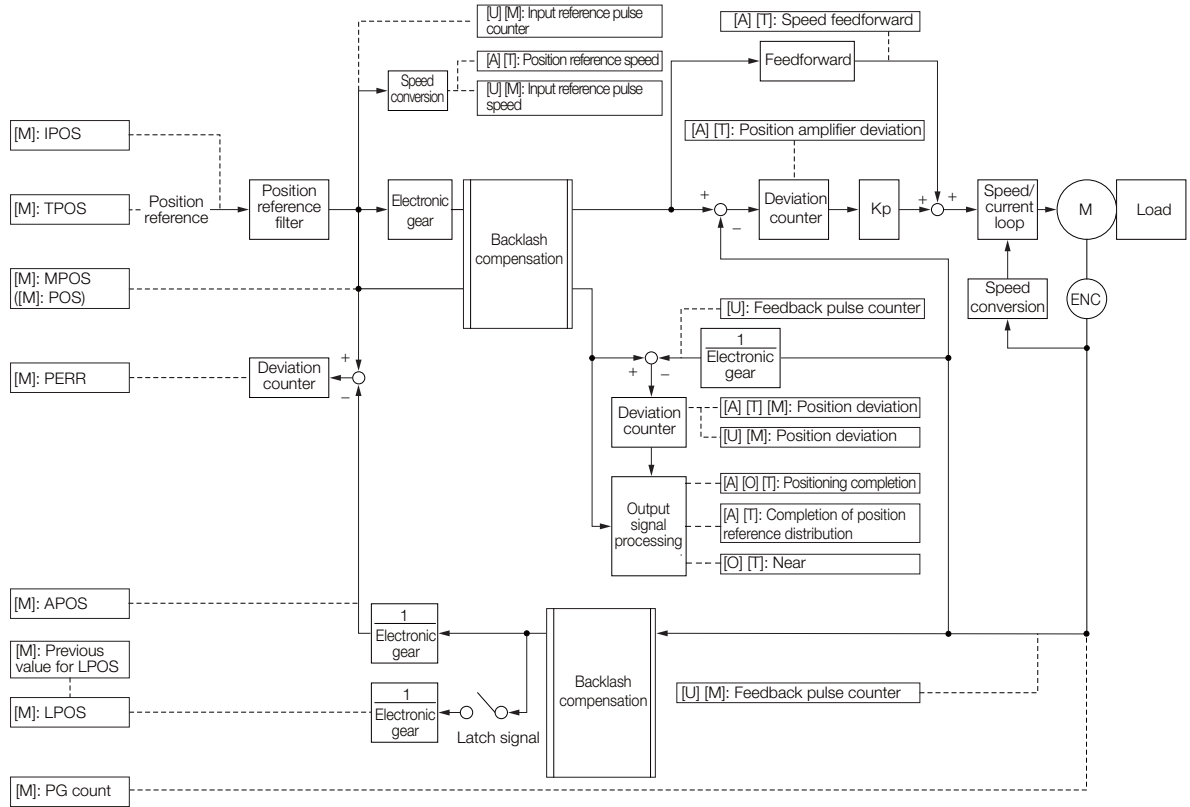 [U] [M]: Input reference pulse
counter
[A] [T]: Speed feedforward
Speed
conversion
[A] [T]: Position reference speed
[U] [M]: Input reference pulse
speed
Feedforward
[M]: IPOS
[A] [T]: Position amplifier deviation
[M]: TPOS
Position
reference
Position
reference
filter
Electronic
gear
Backlash
compensation
+
−
Deviation
counter
Kp
+
+
Speed/
current
loop
M
Load
[M]: MPOS
([M]: POS)
Speed
conversion
ENC
[U]: Feedback pulse counter
1
Electronic
gear
[M]: PERR
Deviation
counter
+
−
+
−
Deviation
counter
[A] [T] [M]: Position deviation
[U] [M]: Position deviation
Output
signal
processing
[A] [O] [T]: Positioning completion
[A] [T]: Completion of position
reference distribution
[O] [T]: Near
[M]: APOS
1
Electronic
gear
Backlash
compensation
[M]: Previous
value for LPOS
[M]: LPOS
1
Electronic
gear
Latch signal
[U] [M]: Feedback pulse counter
[M]: PG count